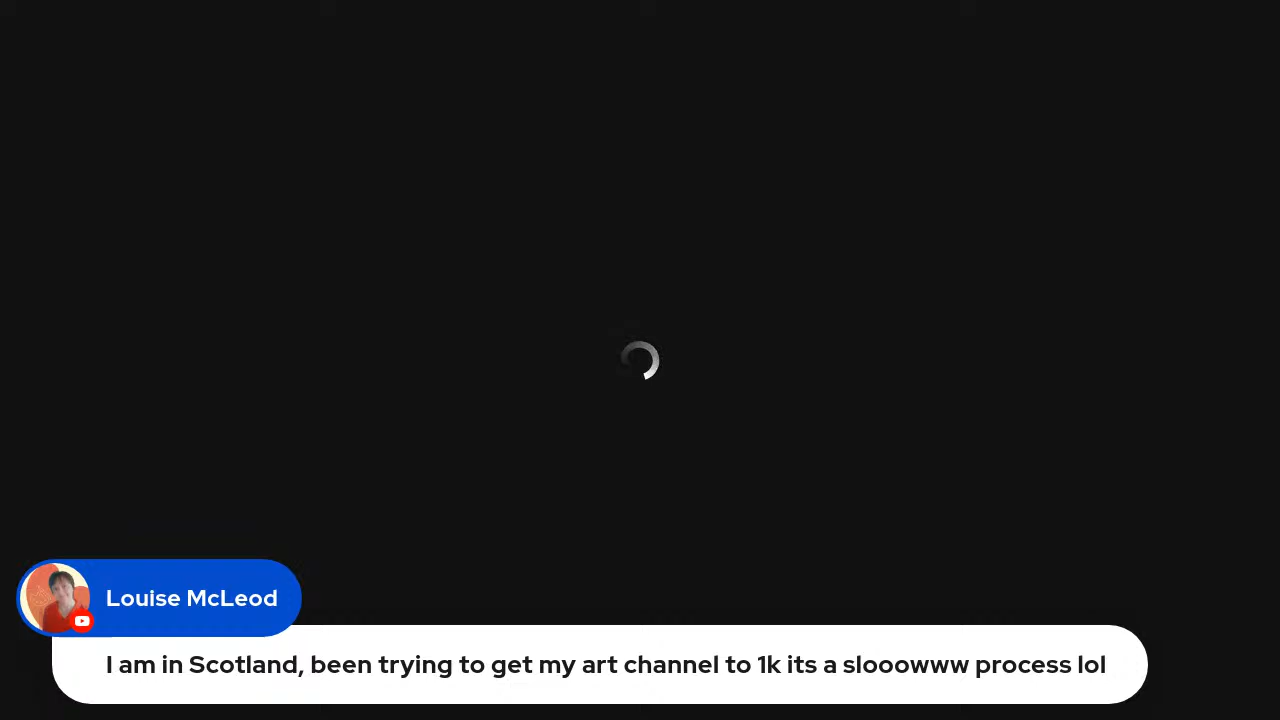 Louise McLeod
I am in Scotland, been trying to get my art channel to 1k its a slooowww process lol